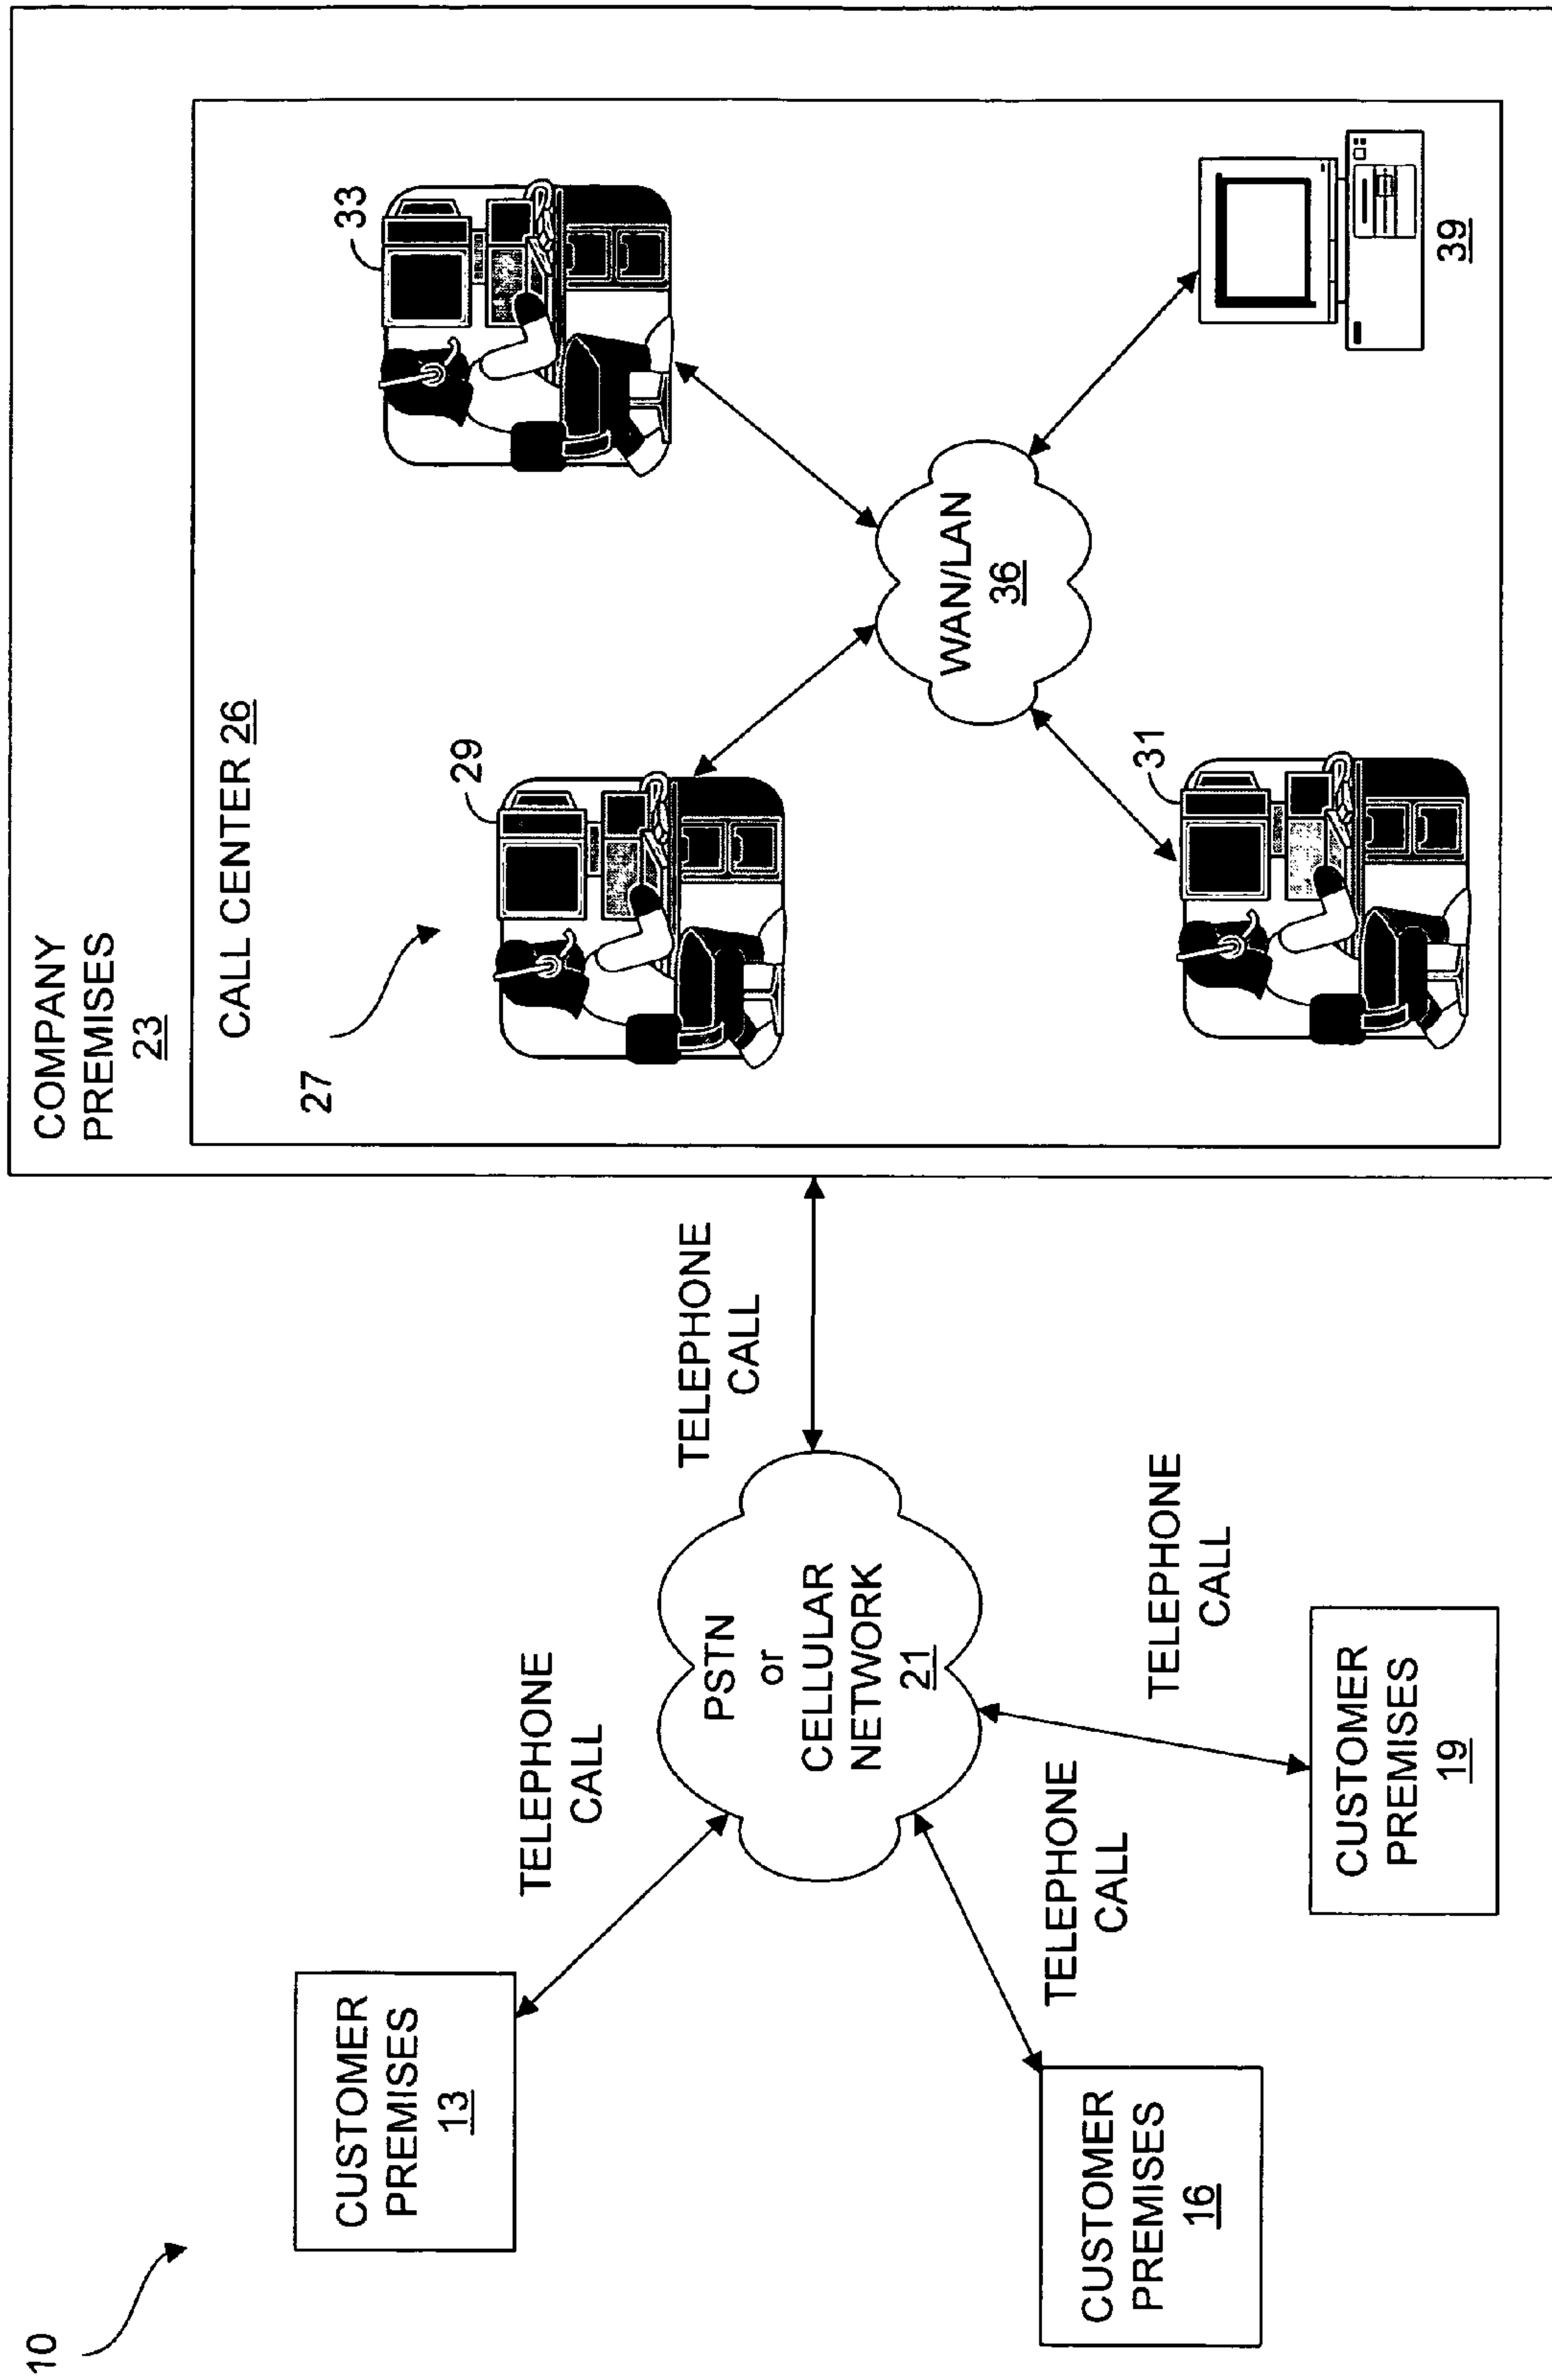 10
CUSTOMER
PREMISES
13
CUSTOMER
PREMISES
16
CUSTOMER
PREMISES
19
TELEPHONE
CALL
TELEPHONE
CALL
TELEPHONE
CALL
PSTN
or
CELLULAR
NETWORK
21
TELEPHONE
CALL
COMPANY
PREMISES
23
CALL CENTER 26
27
29
33
31
WAN/LAN
36
39